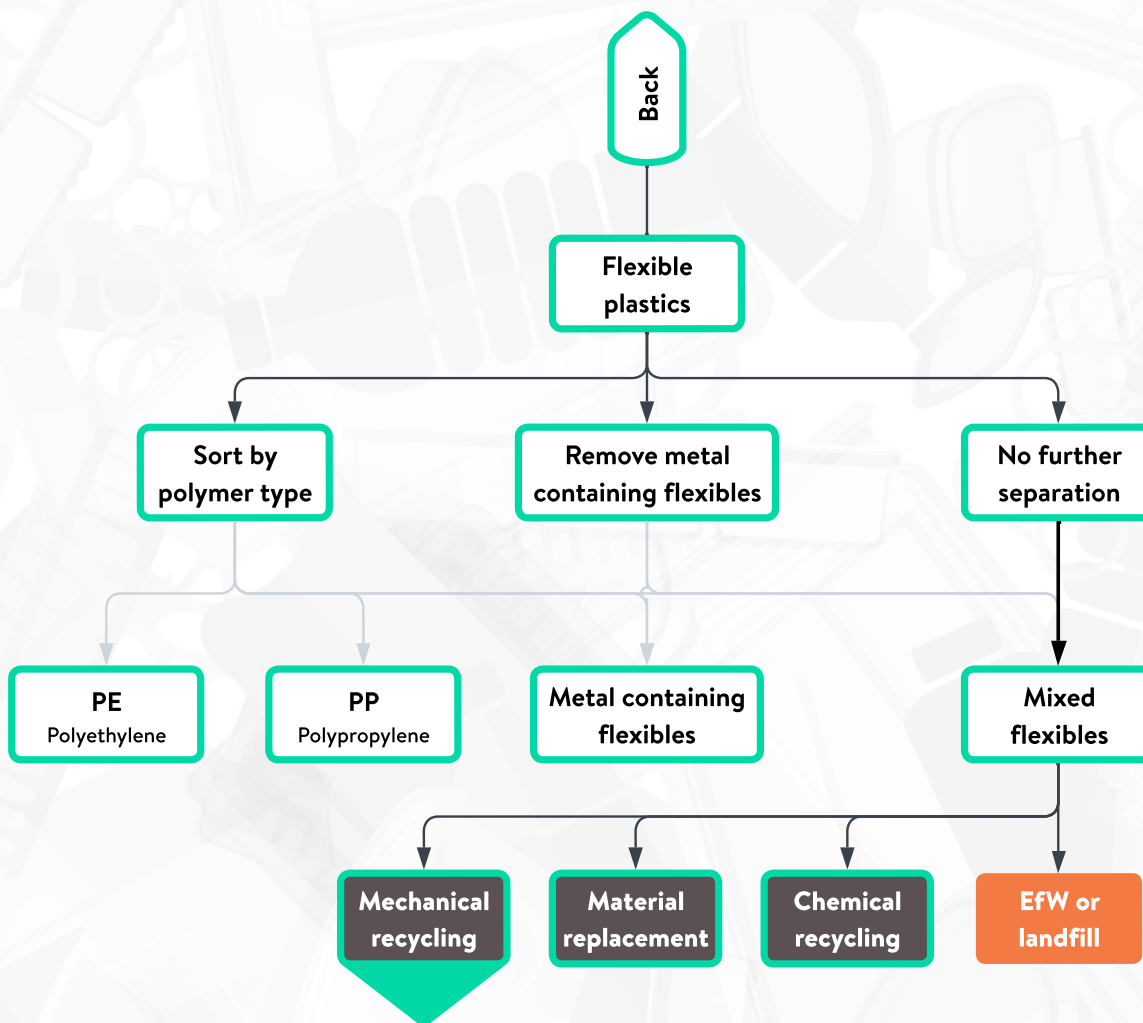 Back
Flexible
plastics
Sort by
polymer type
Remove metal
containing flexibles
No further
separation
PE
Polyethylene
PP
Polypropylene
Metal containing
flexibles
Mixed
flexibles
Mechanical
recycling
Material
replacement
Chemical
recycling
EfW or
landfill